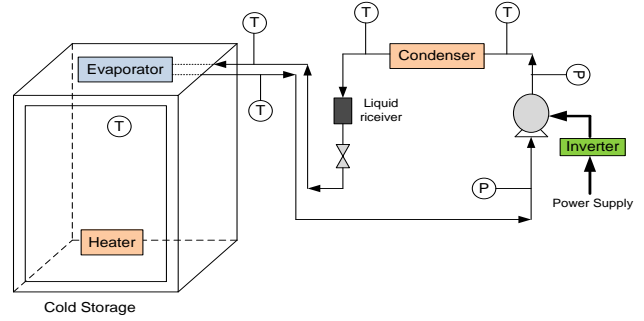 T
T
T
Evaporator
Condenser
P
T
Liquid
riceiver
T
Inverter
P
Power Supply
Heater
Cold Storage